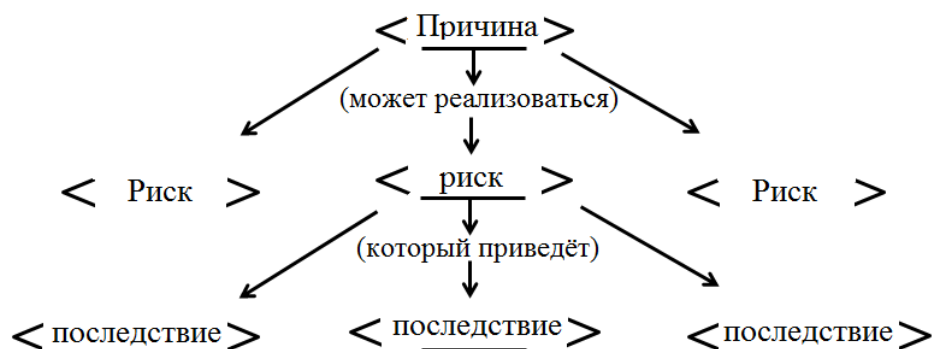 < Причина >
(может реализоваться)
< Риск > < риск > < Риск >
(который приведёт)
< последствие > < последствие > < последствие >